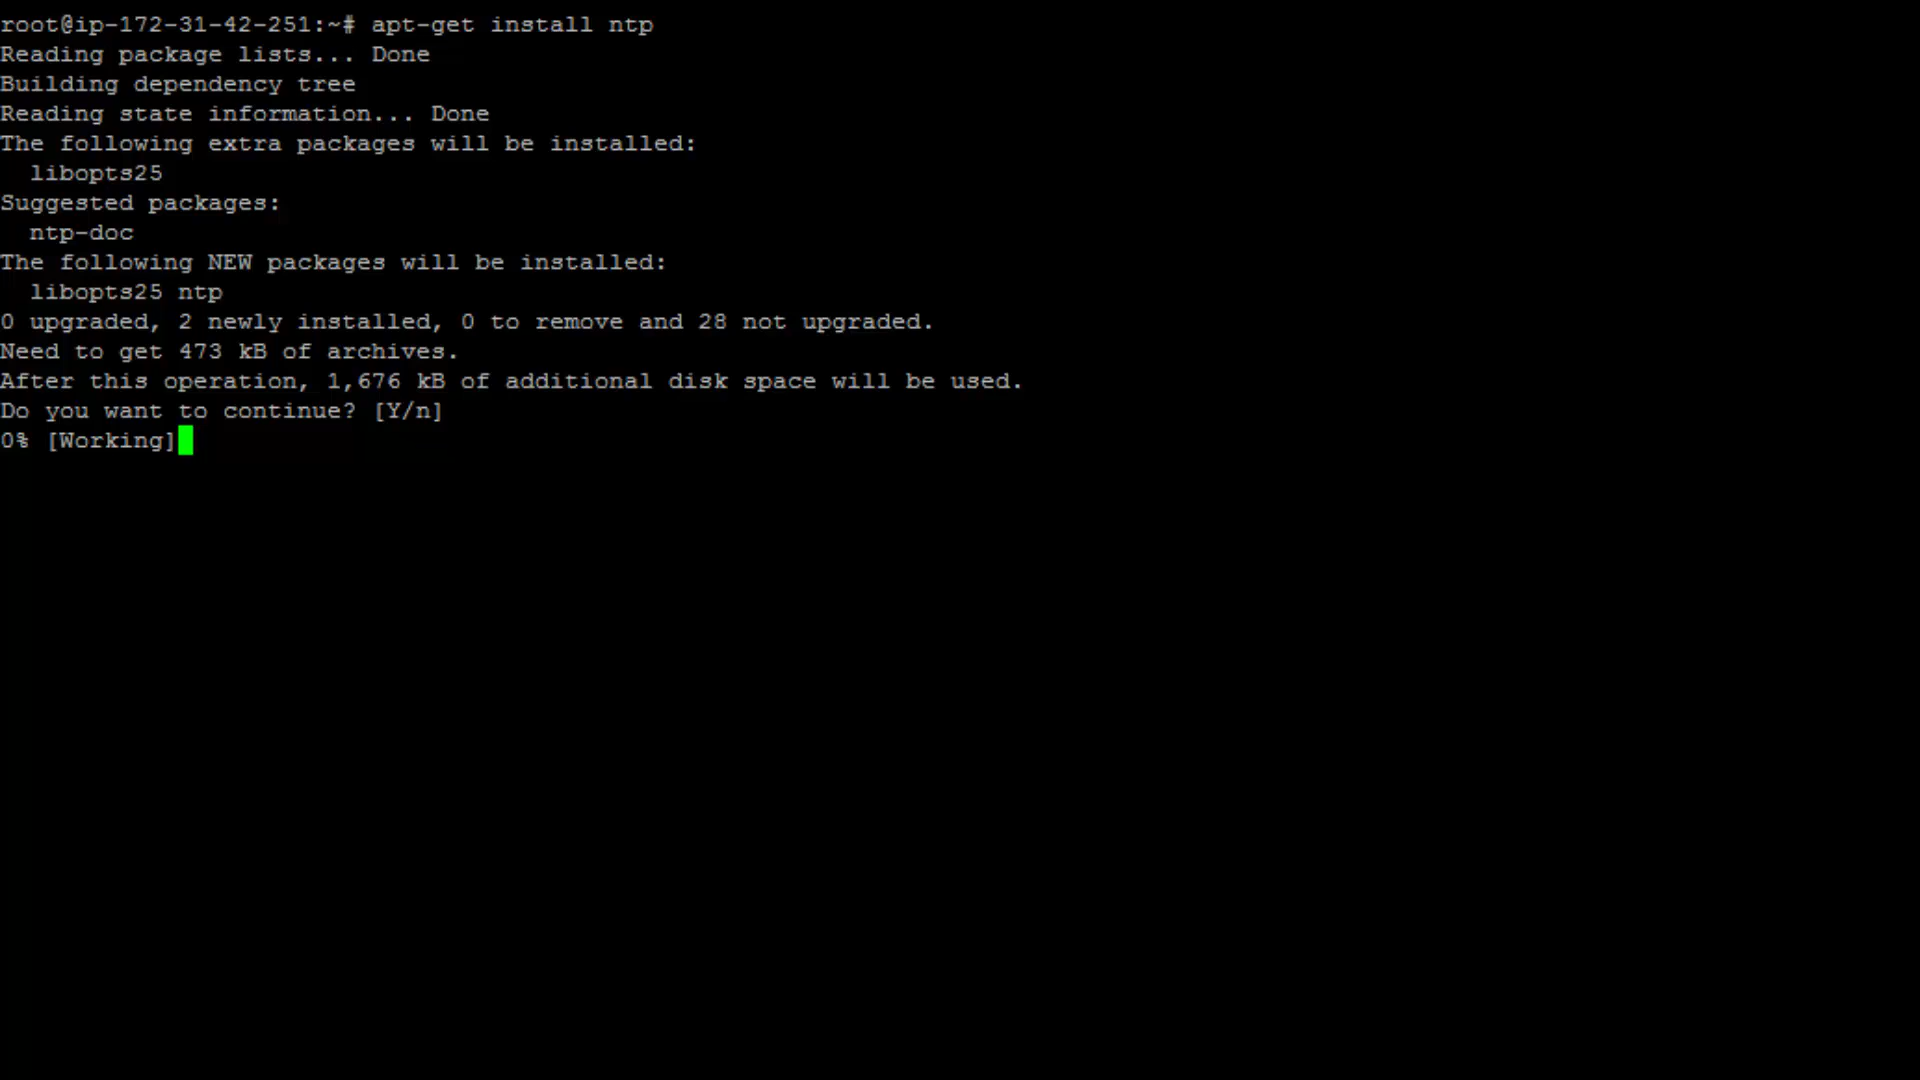 root@ip-172-31-42-251:~# apt-get install ntp
Reading package lists... Done
Building dependency tree
Reading state information... Done
The following extra packages will be installed:
  libopts25
Suggested packages:
  ntp-doc
The following NEW packages will be installed:
  libopts25 ntp
0 upgraded, 2 newly installed, 0 to remove and 28 not upgraded.
Need to get 473 kB of archives.
After this operation, 1,676 kB of additional disk space will be used.
Do you want to continue? [Y/n]
0% [Working]